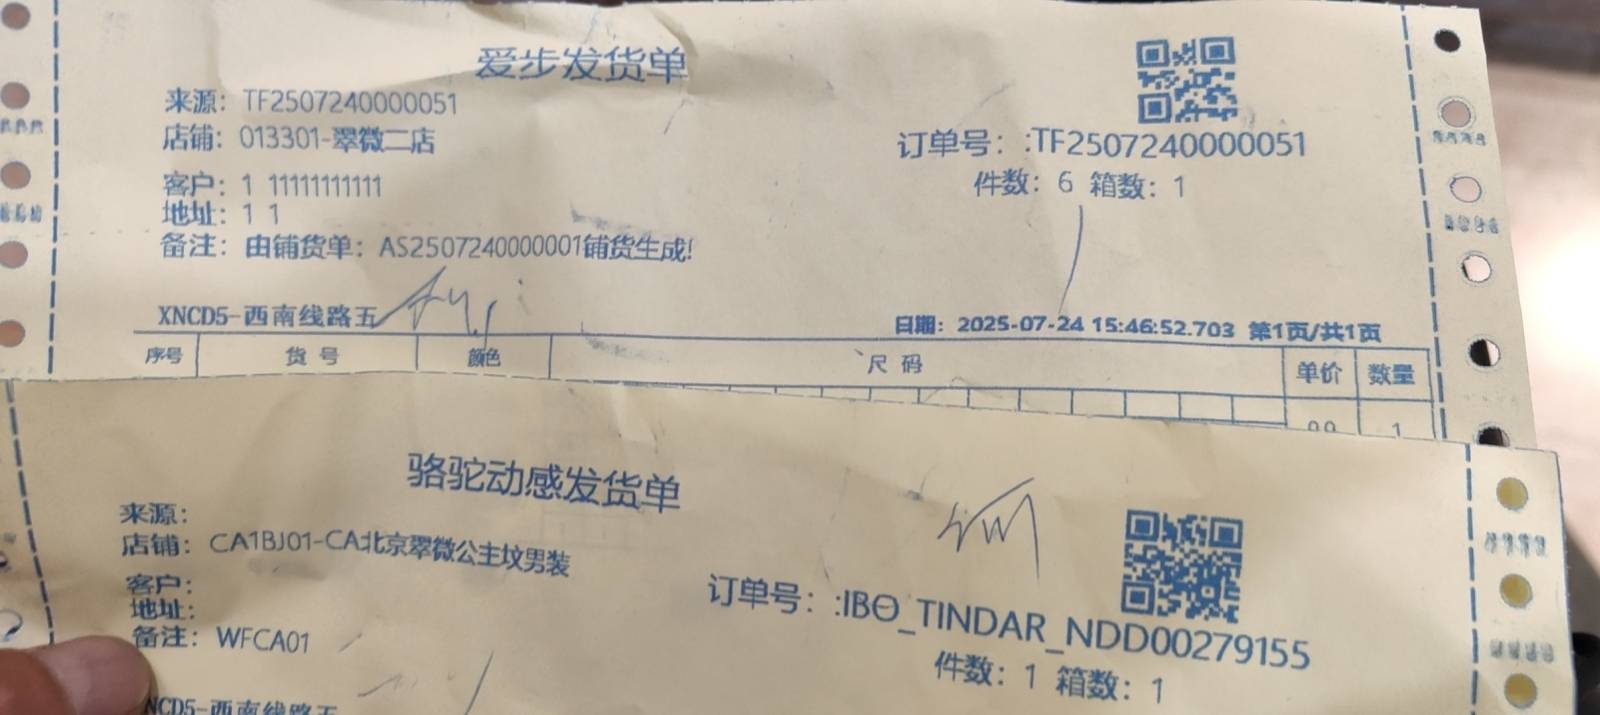 爱步发货单
来源：TF2507240000051
店铺：013301-翠微二店
订单号：:TF2507240000051
客户：1 11111111111
件数：6 箱数：1
地址：1 1
备注：由铺货单：AS2507240000001铺货生成!
XNCD5-西南线路五
日期：2025-07-24 15:46:52.703 第1页/共1页
序号 货号 颜色 尺码 单价 数量
骆驼动感发货单
来源：
店铺：CA1BJ01-CA北京翠微公主坟男装
客户：
订单号：:IBO_TINDAR_NDD00279155
地址：
备注：WFCA01
件数：1 箱数：1
NCD5-西南线路五